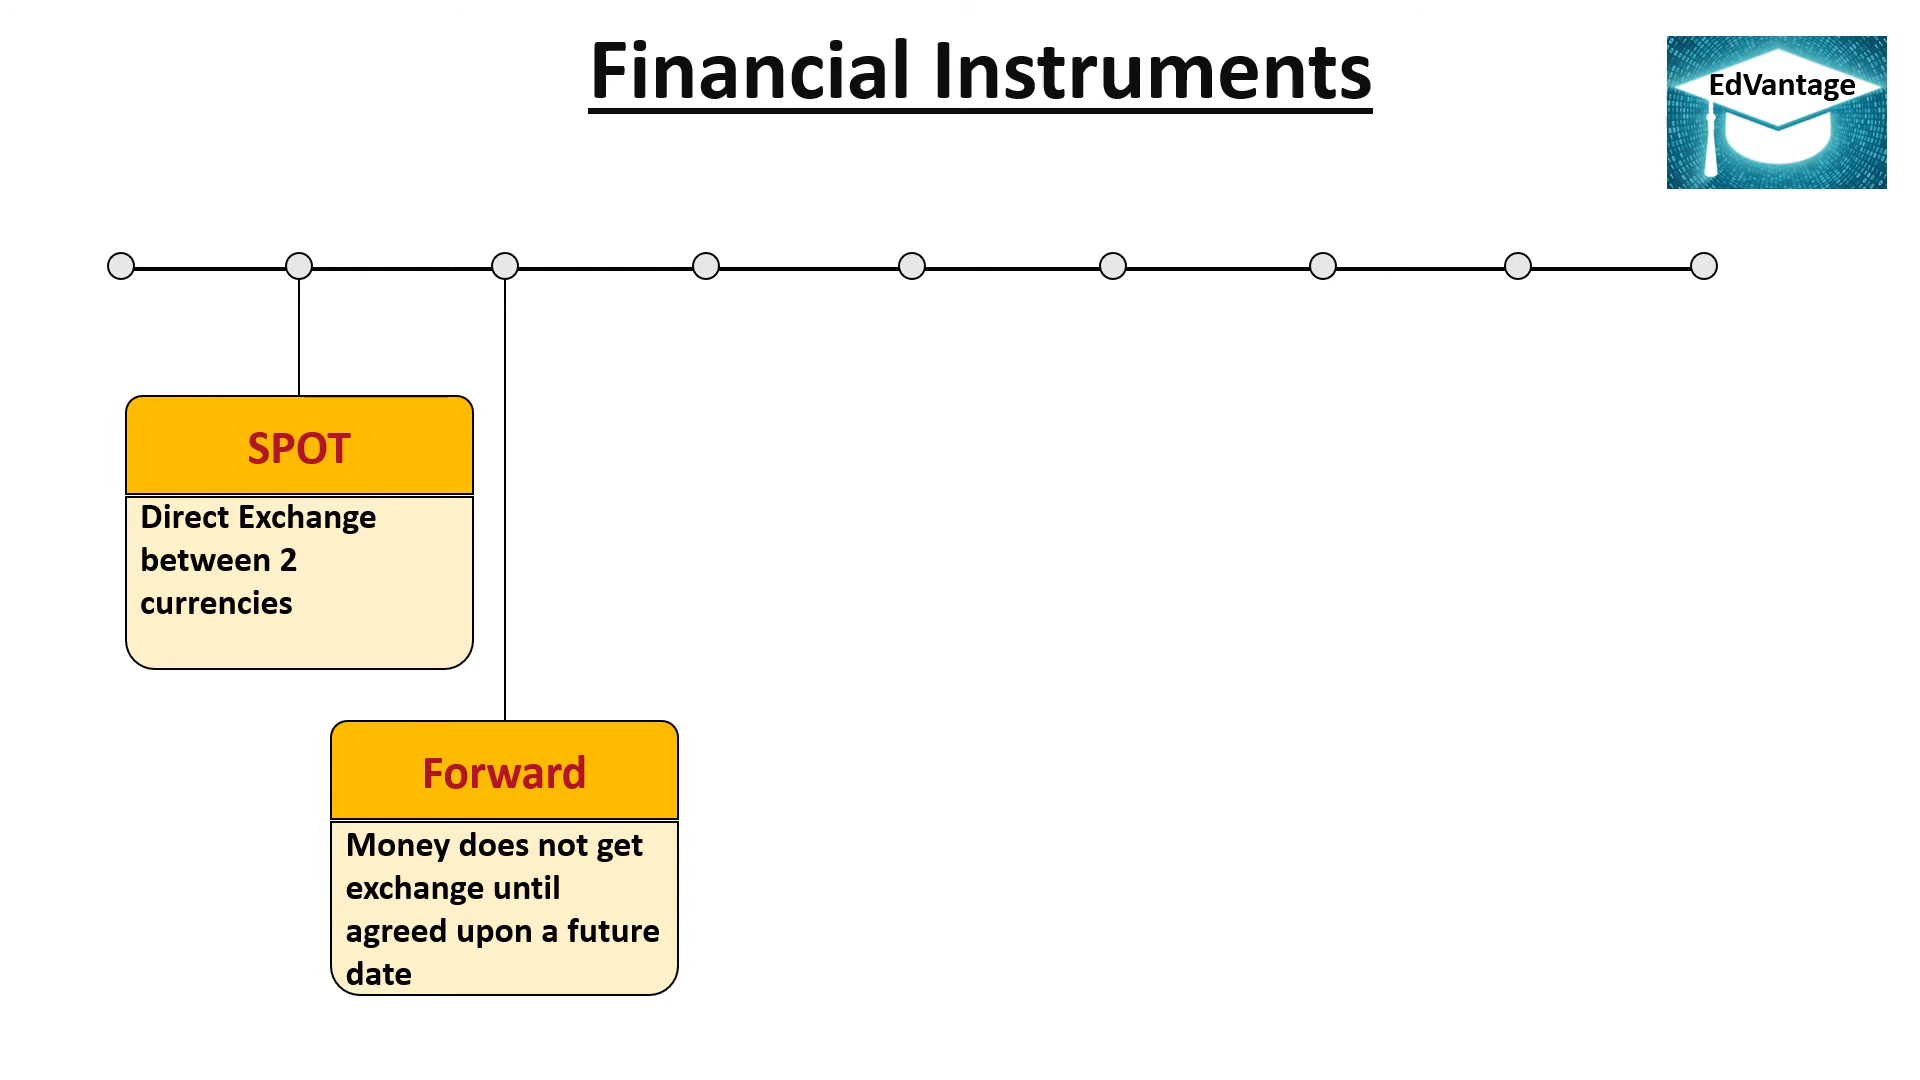 Financial Instruments
EdVantage
SPOT
Direct Exchange
between 2
currencies
Forward
Money does not get
exchange until
agreed upon a future
date